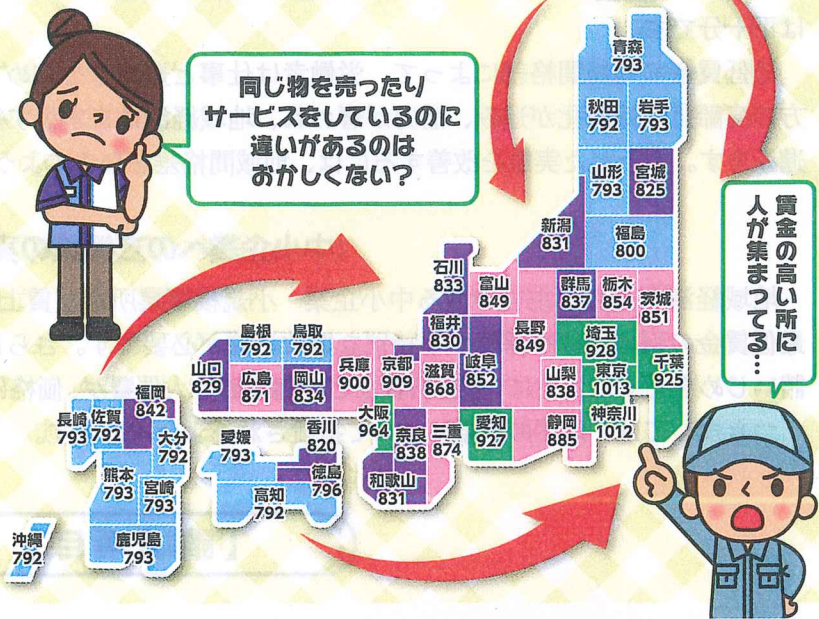 同じ物を売ったり
サービスをしているのに
違いがあるのは
おかしくない?
賃金の高い所に
人が集まってる…
青森
793
秋田
792
岩手
793
山形
793
宮城
825
新潟
831
福島
800
石川
833
富山
849
群馬
837
栃木
854
茨城
851
福井
830
長野
849
埼玉
928
島根
792
鳥取
792
兵庫
900
京都
909
滋賀
868
岐阜
852
山梨
838
東京
1013
千葉
925
山口
829
広島
871
岡山
834
大阪
964
奈良
838
三重
874
愛知
927
静岡
885
神奈川
1012
和歌山
831
福岡
842
長崎
793
佐賀
792
大分
792
熊本
793
宮崎
793
鹿児島
793
沖縄
792
愛媛
793
香川
820
徳島
796
高知
792